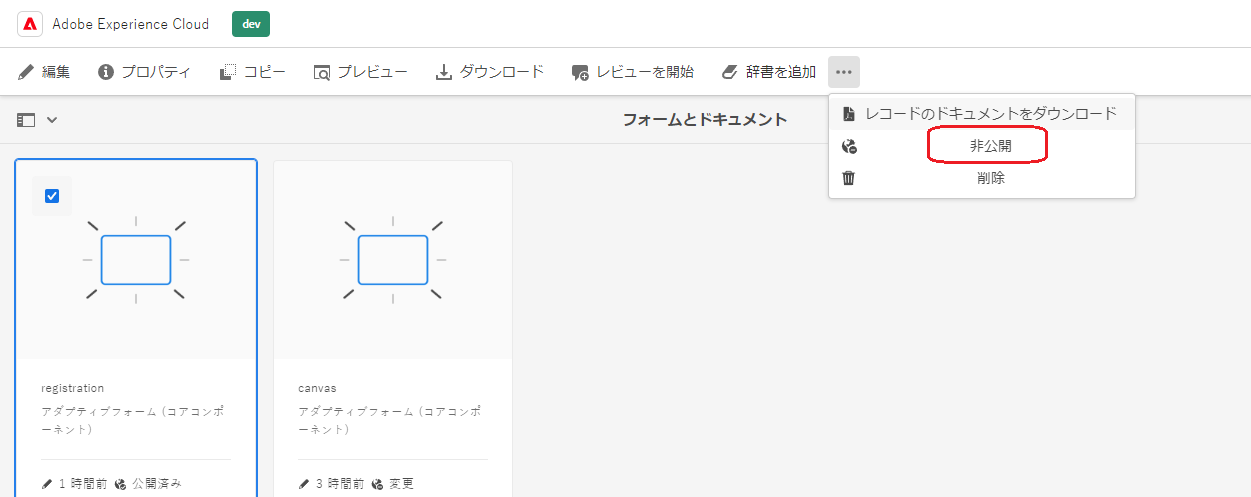 Adobe Experience Cloud dev
編集 プロパティ コピー プレビュー ダウンロード レビューを開始 辞書を追加
フォームとドキュメント
レコードのドキュメントをダウンロード
非公開
削除
registration
アダプティブフォーム (コアコンポ
ーネント)
1 時間前 公開済み
canvas
アダプティブフォーム (コアコンポ
ーネント)
3 時間前 変更